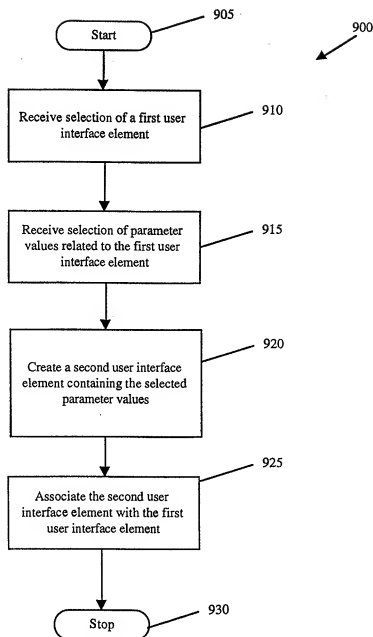 Start
905
900
Receive selection of a first user
interface element
910
Receive selection of parameter
values related to the first user
interface element
915
Create a second user interface
element containing the selected
parameter values
920
Associate the second user
interface element with the first
user interface element
925
Stop
930